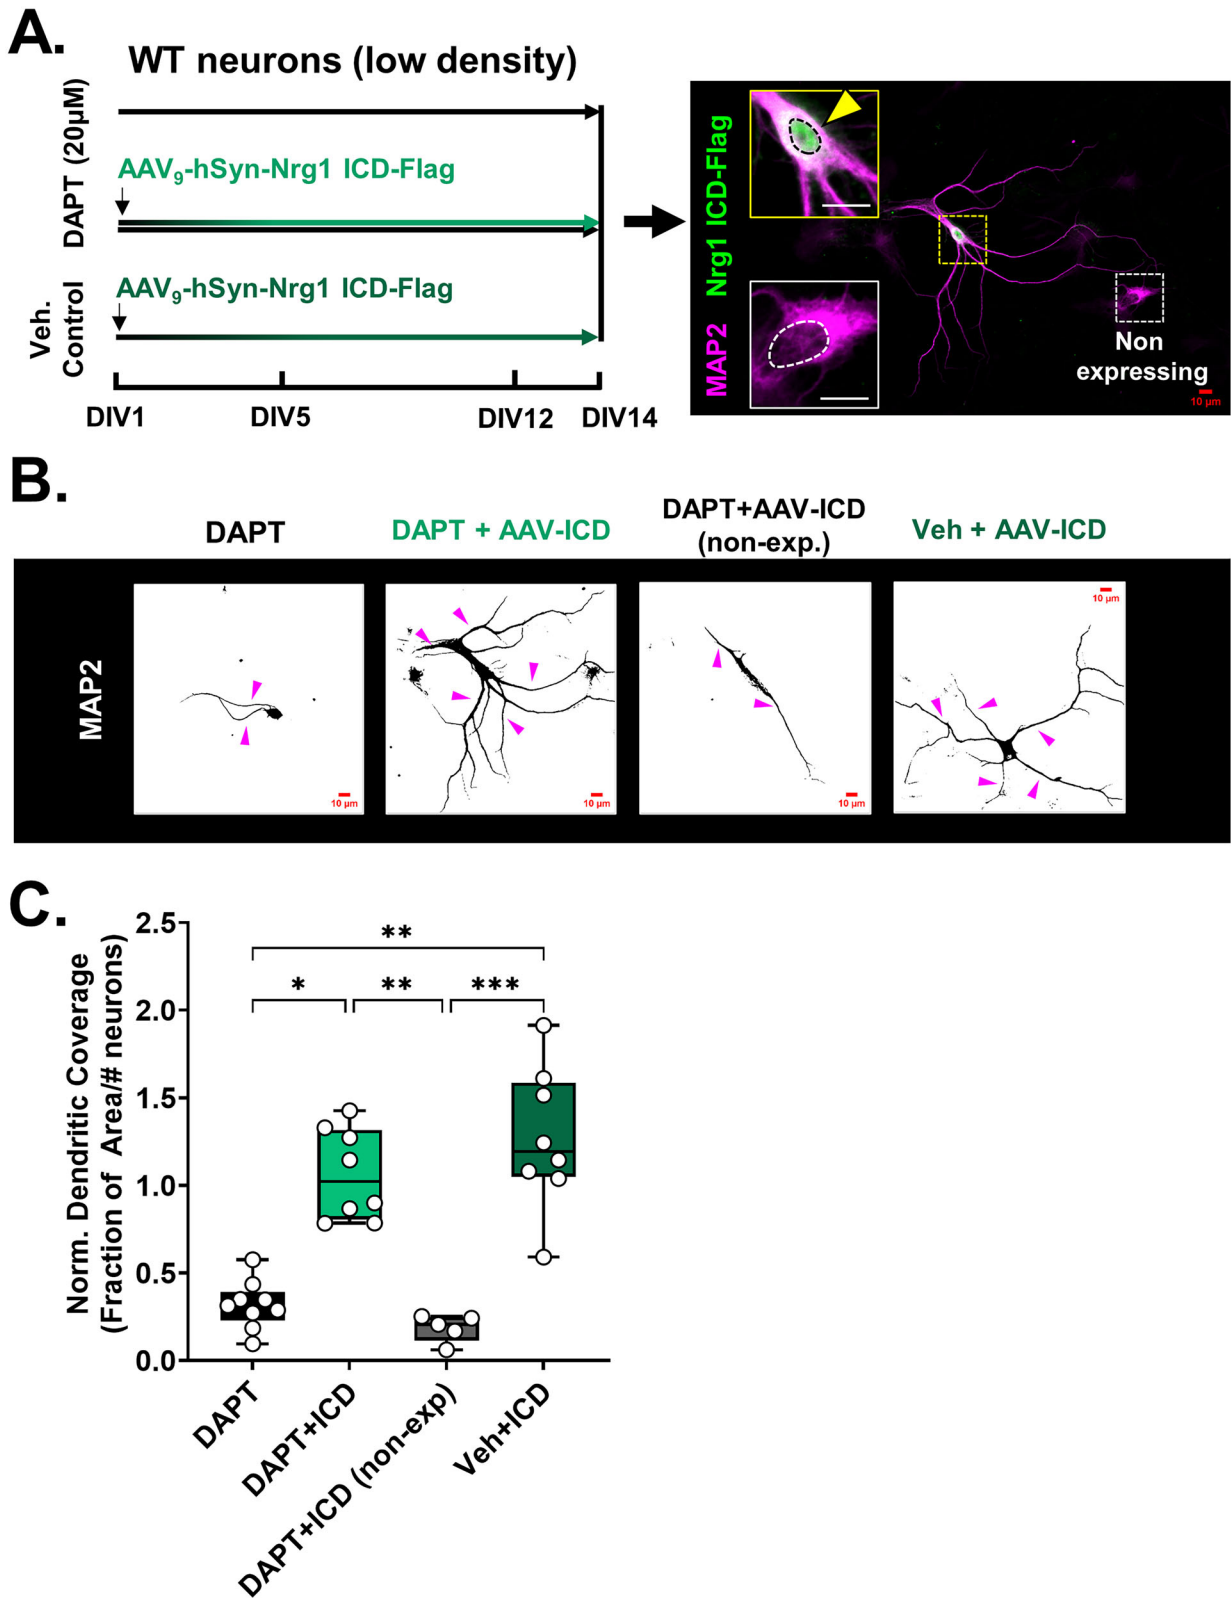 A.
WT neurons (low density)
DAPT (20μM)
AAV9-hSyn-Nrg1 ICD-Flag
Veh.
Control
AAV9-hSyn-Nrg1 ICD-Flag
DIV1
DIV5
DIV12
DIV14
MAP2 Nrg1 ICD-Flag
Non
expressing
10 μm
B.
DAPT
DAPT + AAV-ICD
DAPT+AAV-ICD
(non-exp.)
Veh + AAV-ICD
MAP2
10 μm
10 μm
10 μm
10 μm
C.
Norm. Dendritic Coverage
(Fraction of Area/# neurons)
2.5
2.0
1.5
1.0
0.5
0.0
**
*
**
***
DAPT
DAPT+ICD
DAPT+ICD (non-exp)
Veh+ICD